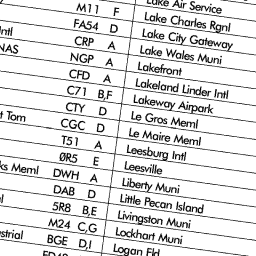 Lake Air Service
M11 F Lake Charles Rgnl
FA54 D Lake City Gateway
Intl CRP A Lake Wales Muni
NAS NGP A Lakefront
CFD A Lakeland Linder Intl
C71 B,F Lakeway Airpark
CTY D Le Gros Meml
t Tom CGC D Le Maire Meml
T51 A Leesburg Intl
ØR5 E Leesville
ks Meml DWH A Liberty Muni
DAB D Little Pecan Island
l 5R8 B,E Livingston Muni
M24 C,G Lockhart Muni
strial BGE D,I Logan Fld